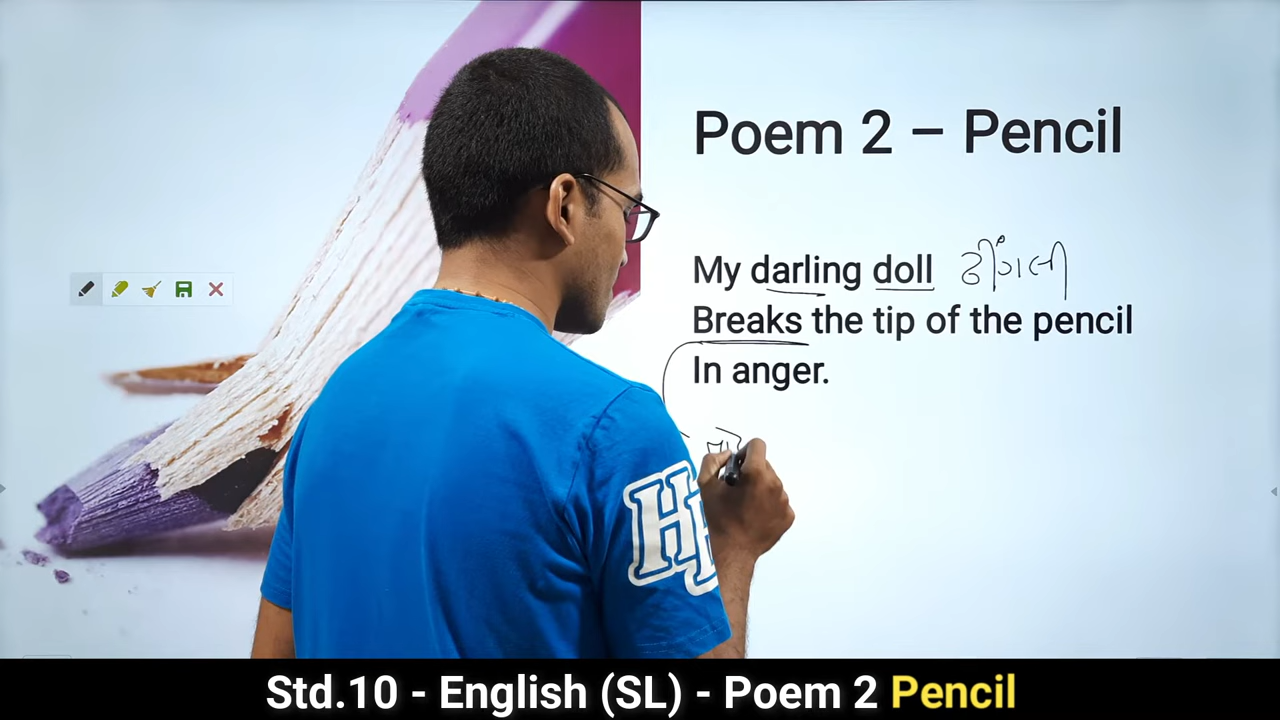 Poem 2 – Pencil
My darling doll ઢીંગલી
Breaks the tip of the pencil
In anger.
Std.10 - English (SL) - Poem 2 Pencil